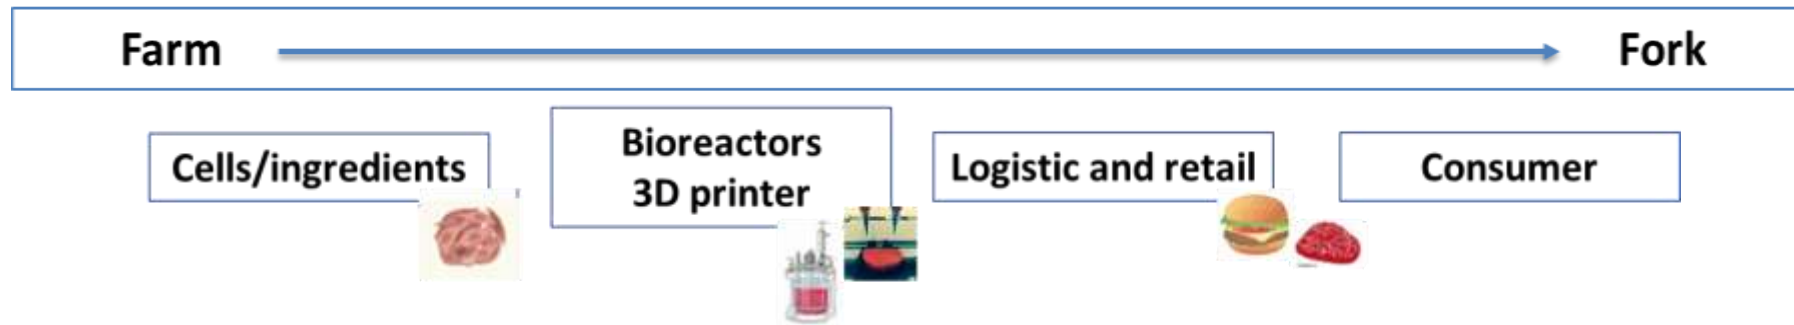 Farm
Fork
Cells/ingredients
Bioreactors
3D printer
Logistic and retail
Consumer